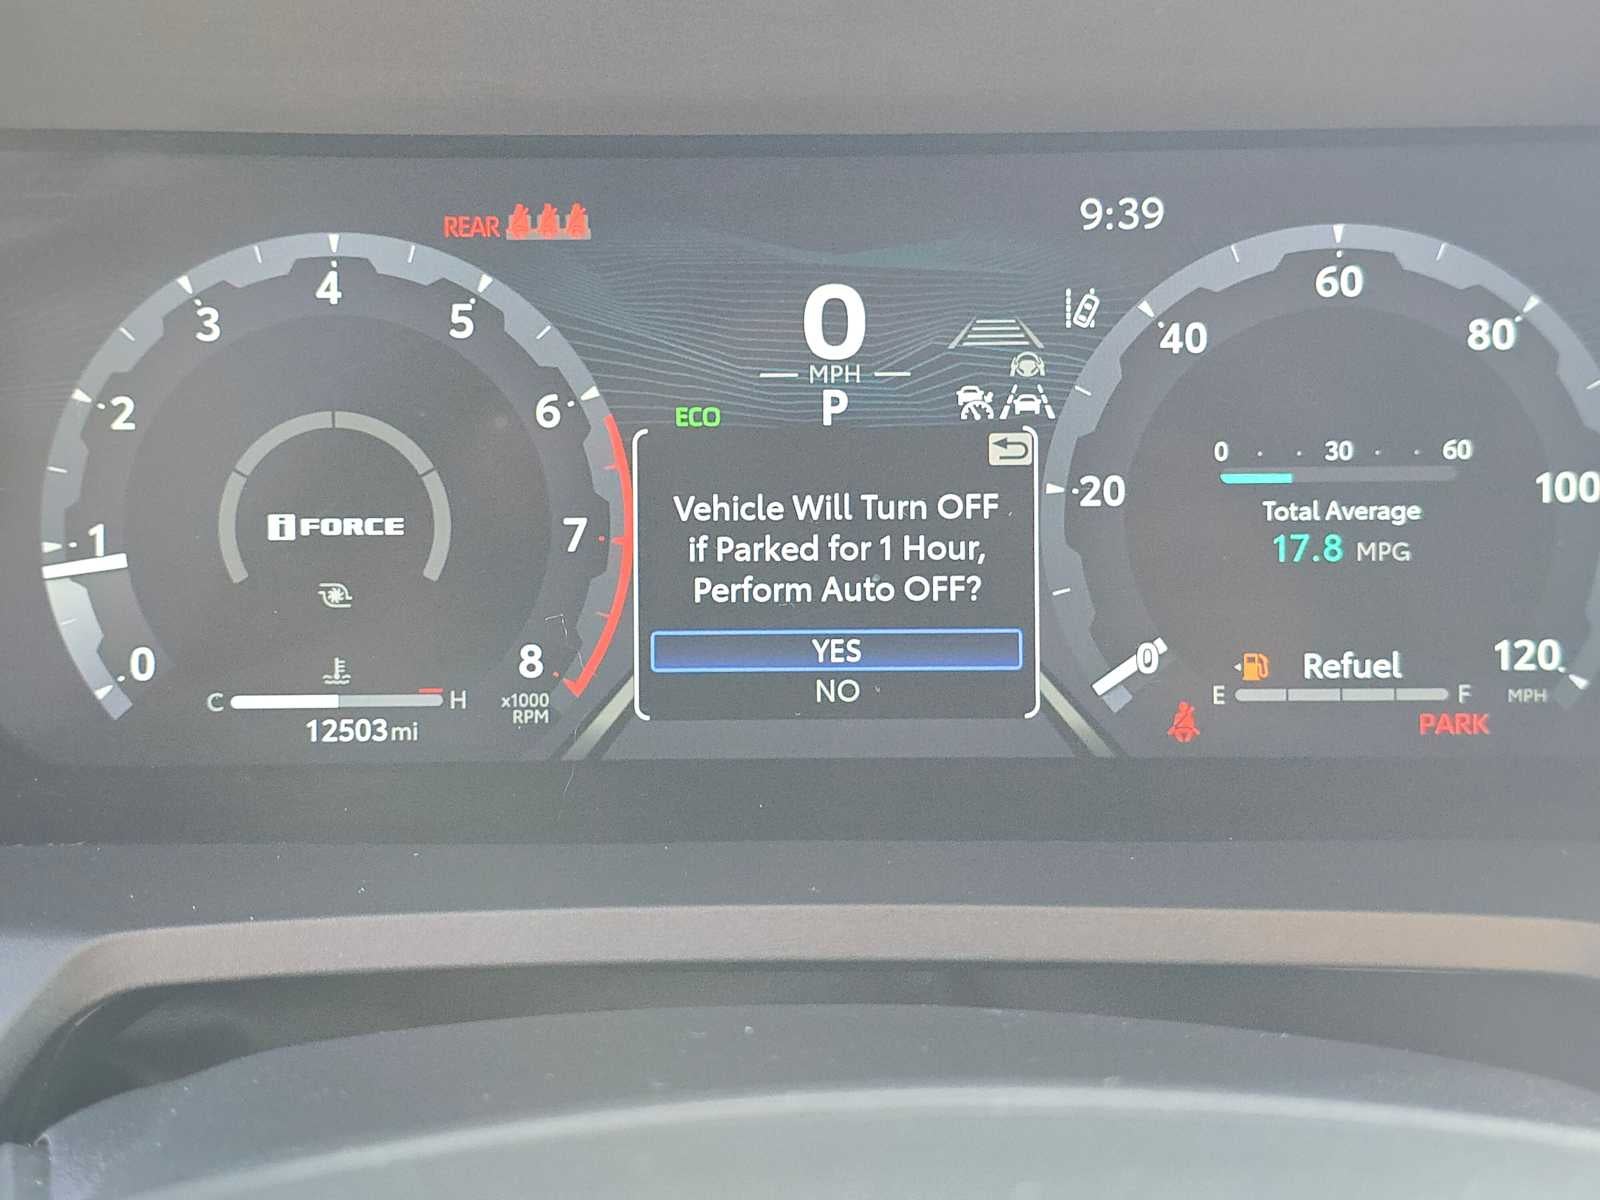 REAR
9:39
0
MPH
P
ECO
0
1
2
3
4
5
6
7
8
x1000
RPM
iFORCE
C
H
12503 mi
Vehicle Will Turn OFF
if Parked for 1 Hour,
Perform Auto OFF?
YES
NO
0
20
40
60
80
100
120
MPH
0 30 60
Total Average
17.8 MPG
Refuel
E
F
PARK